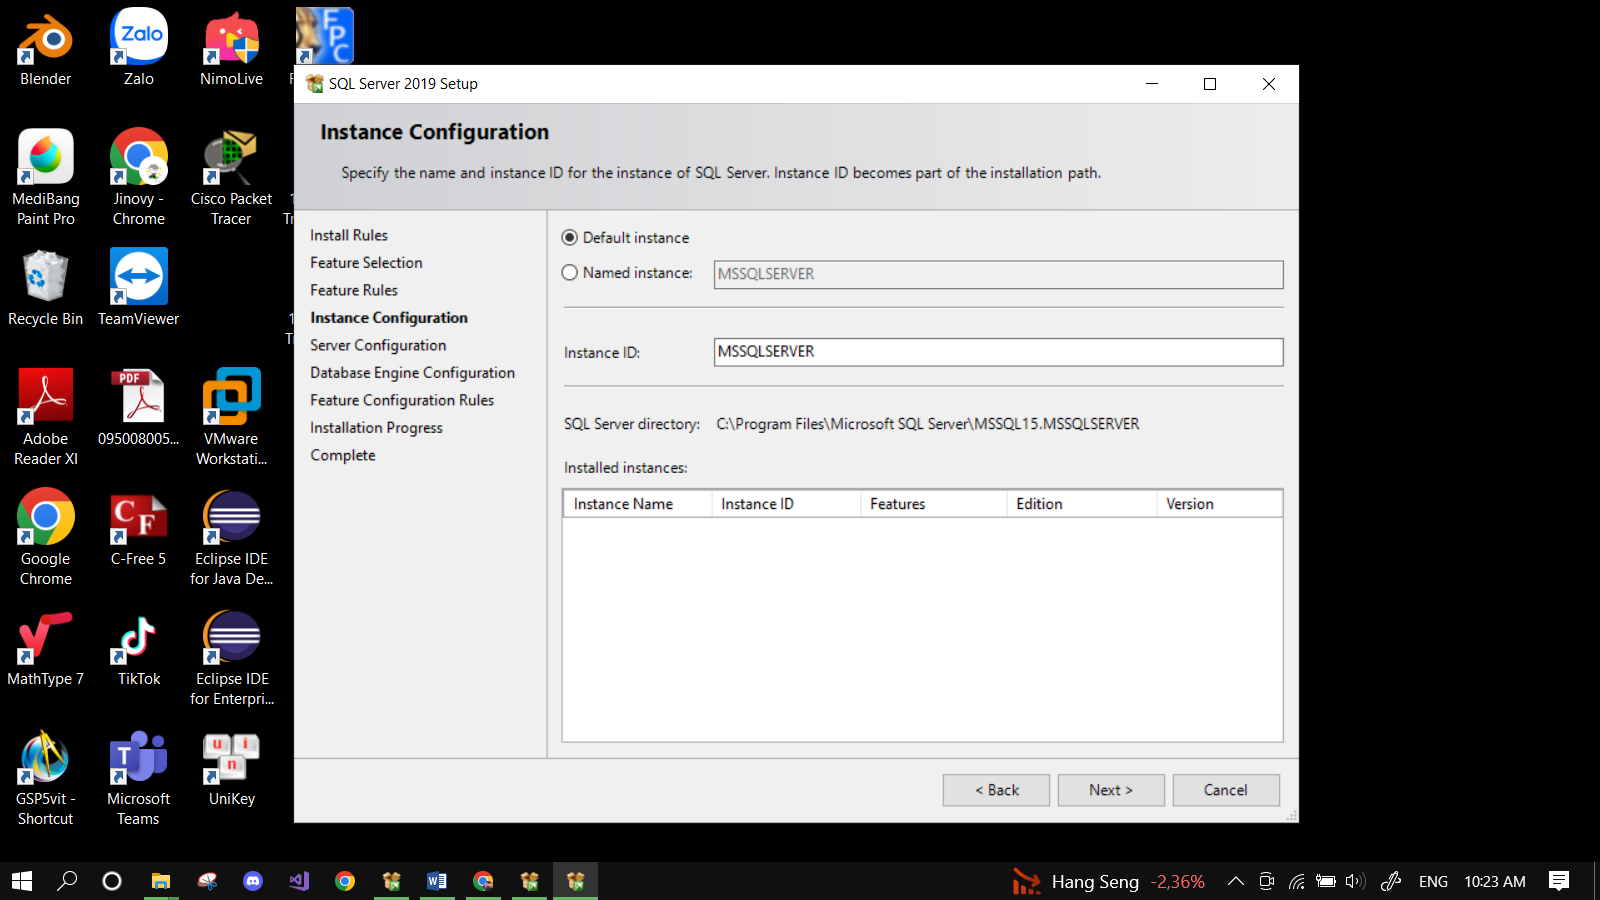 Blender
Zalo
Zalo
NimoLive
FPC
MediBang
Paint Pro
Jinovy -
Chrome
Cisco Packet
Tracer
Recycle Bin
TeamViewer
Adobe
Reader XI
PDF
095008005...
VMware
Workstati...
Google
Chrome
CF
C-Free 5
Eclipse IDE
for Java De...
MathType 7
TikTok
Eclipse IDE
for Enterpri...
GSP5vit -
Shortcut
T
Microsoft
Teams
u i
n
UniKey
SQL Server 2019 Setup
Instance Configuration
Specify the name and instance ID for the instance of SQL Server. Instance ID becomes part of the installation path.
Install Rules
Feature Selection
Feature Rules
Instance Configuration
Server Configuration
Database Engine Configuration
Feature Configuration Rules
Installation Progress
Complete
Default instance
Named instance: MSSQLSERVER
Instance ID: MSSQLSERVER
SQL Server directory: C:\Program Files\Microsoft SQL Server\MSSQL15.MSSQLSERVER
Installed instances:
Instance Name Instance ID Features Edition Version
< Back Next > Cancel
Hang Seng -2,36% ENG 10:23 AM